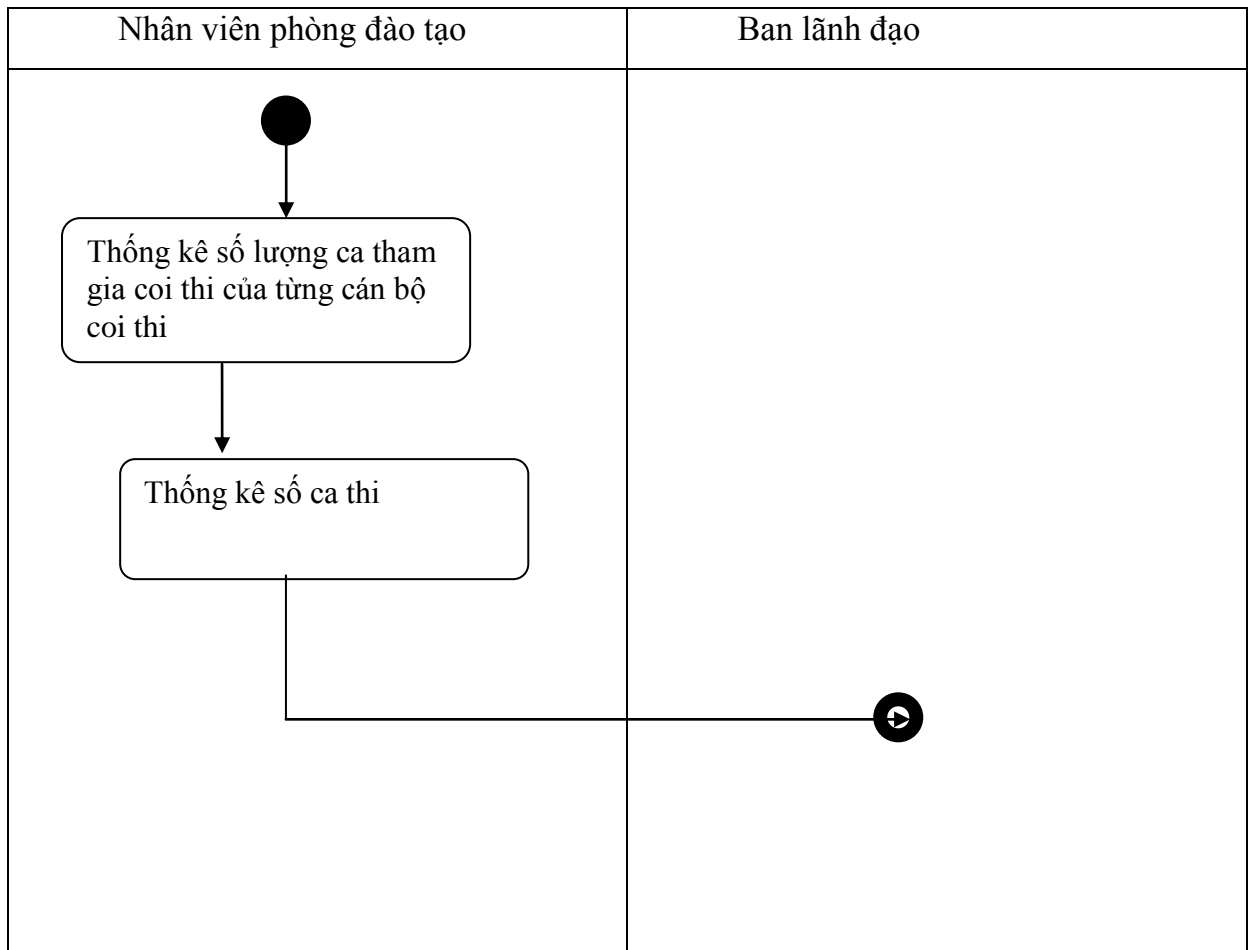 Nhân viên phòng đào tạo
Ban lãnh đạo
Thống kê số lượng ca tham
gia coi thi của từng cán bộ
coi thi
Thống kê số ca thi